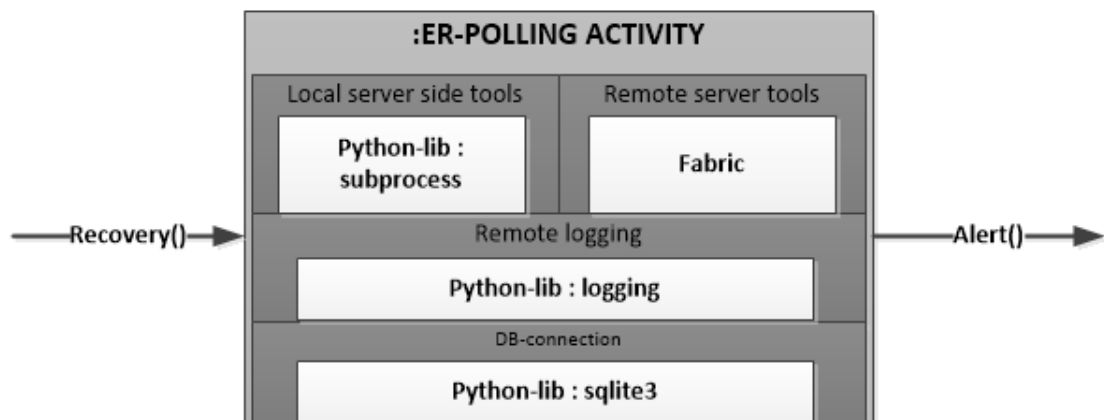 :ER-POLLING ACTIVITY
Local server side tools
Remote server tools
Python-lib :
subprocess
Fabric
Recovery()
Remote logging
Alert()
Python-lib : logging
DB-connection
Python-lib : sqlite3